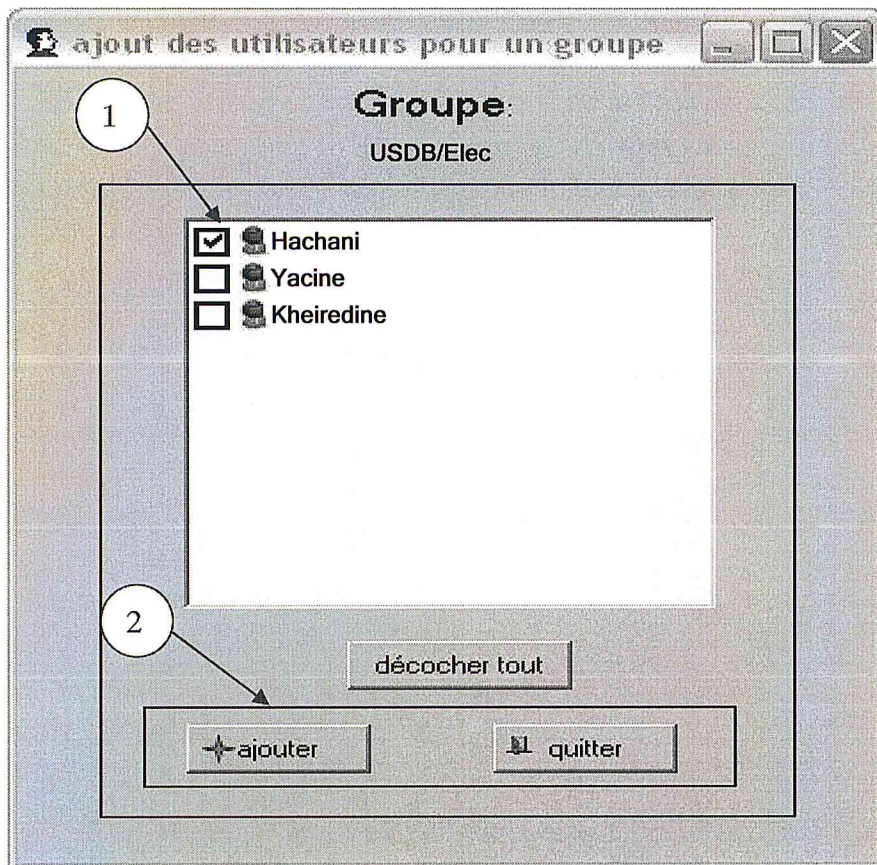 ajout des utilisateurs pour un groupe
1
Groupe:
USDB/Elec
Hachani
Yacine
Kheiredine
2
décocher tout
ajouter
quitter